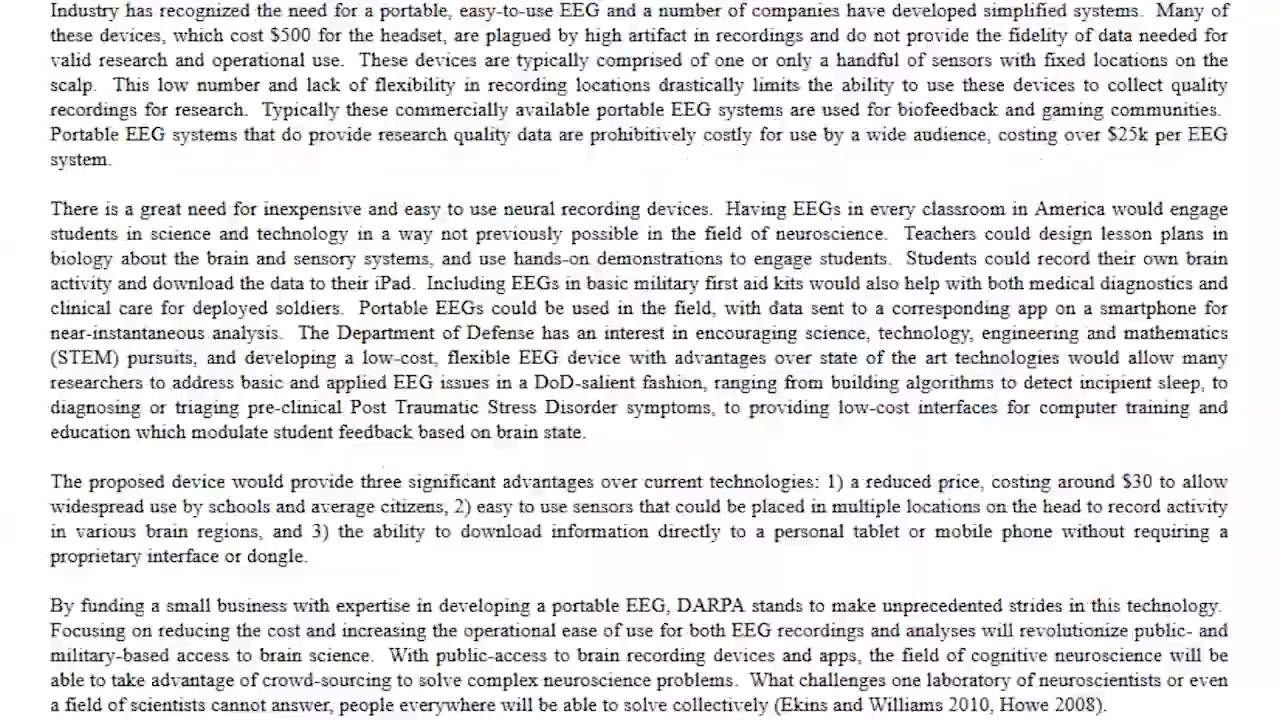 Industry has recognized the need for a portable, easy-to-use EEG and a number of companies have developed simplified systems. Many of
these devices, which cost $500 for the headset, are plagued by high artifact in recordings and do not provide the fidelity of data needed for
valid research and operational use. These devices are typically comprised of one or only a handful of sensors with fixed locations on the
scalp. This low number and lack of flexibility in recording locations drastically limits the ability to use these devices to collect quality
recordings for research. Typically these commercially available portable EEG systems are used for biofeedback and gaming communities.
Portable EEG systems that do provide research quality data are prohibitively costly for use by a wide audience, costing over $25k per EEG
system.
There is a great need for inexpensive and easy to use neural recording devices. Having EEGs in every classroom in America would engage
students in science and technology in a way not previously possible in the field of neuroscience. Teachers could design lesson plans in
biology about the brain and sensory systems, and use hands-on demonstrations to engage students. Students could record their own brain
activity and download the data to their iPad. Including EEGs in basic military first aid kits would also help with both medical diagnostics and
clinical care for deployed soldiers. Portable EEGs could be used in the field, with data sent to a corresponding app on a smartphone for
near-instantaneous analysis. The Department of Defense has an interest in encouraging science, technology, engineering and mathematics
(STEM) pursuits, and developing a low-cost, flexible EEG device with advantages over state of the art technologies would allow many
researchers to address basic and applied EEG issues in a DoD-salient fashion, ranging from building algorithms to detect incipient sleep, to
diagnosing or triaging pre-clinical Post Traumatic Stress Disorder symptoms, to providing low-cost interfaces for computer training and
education which modulate student feedback based on brain state.
The proposed device would provide three significant advantages over current technologies: 1) a reduced price, costing around $30 to allow
widespread use by schools and average citizens, 2) easy to use sensors that could be placed in multiple locations on the head to record activity
in various brain regions, and 3) the ability to download information directly to a personal tablet or mobile phone without requiring a
proprietary interface or dongle.
By funding a small business with expertise in developing a portable EEG, DARPA stands to make unprecedented strides in this technology.
Focusing on reducing the cost and increasing the operational ease of use for both EEG recordings and analyses will revolutionize public- and
military-based access to brain science. With public-access to brain recording devices and apps, the field of cognitive neuroscience will be
able to take advantage of crowd-sourcing to solve complex neuroscience problems. What challenges one laboratory of neuroscientists or even
a field of scientists cannot answer, people everywhere will be able to solve collectively (Ekins and Williams 2010, Howe 2008).